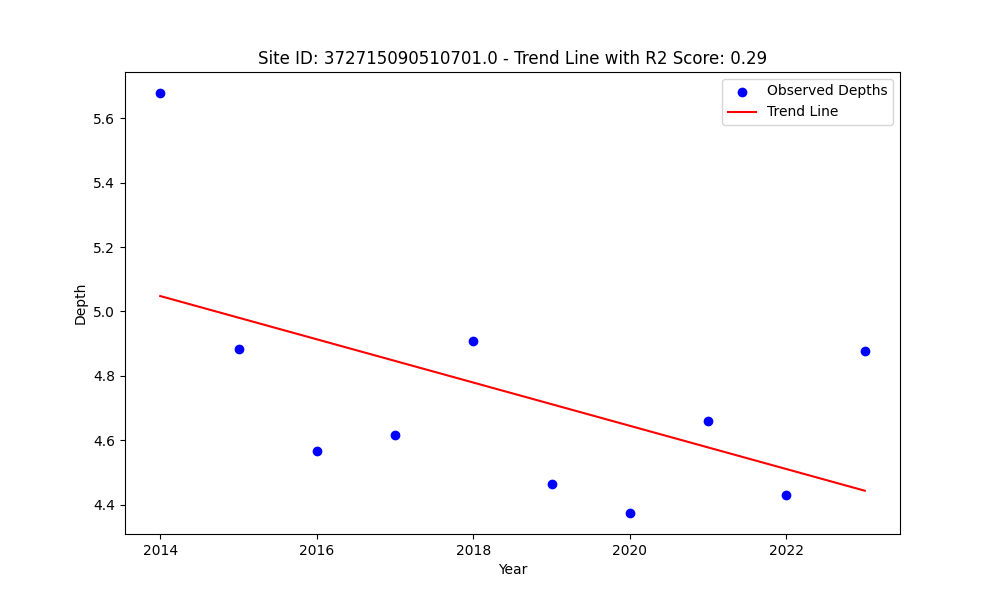 Site ID: 372715090510701.0 - Trend Line with R2 Score: 0.29
Observed Depths
Trend Line
5.6
5.4
5.2
5.0
4.8
4.6
4.4
Depth
2014
2016
2018
2020
2022
Year